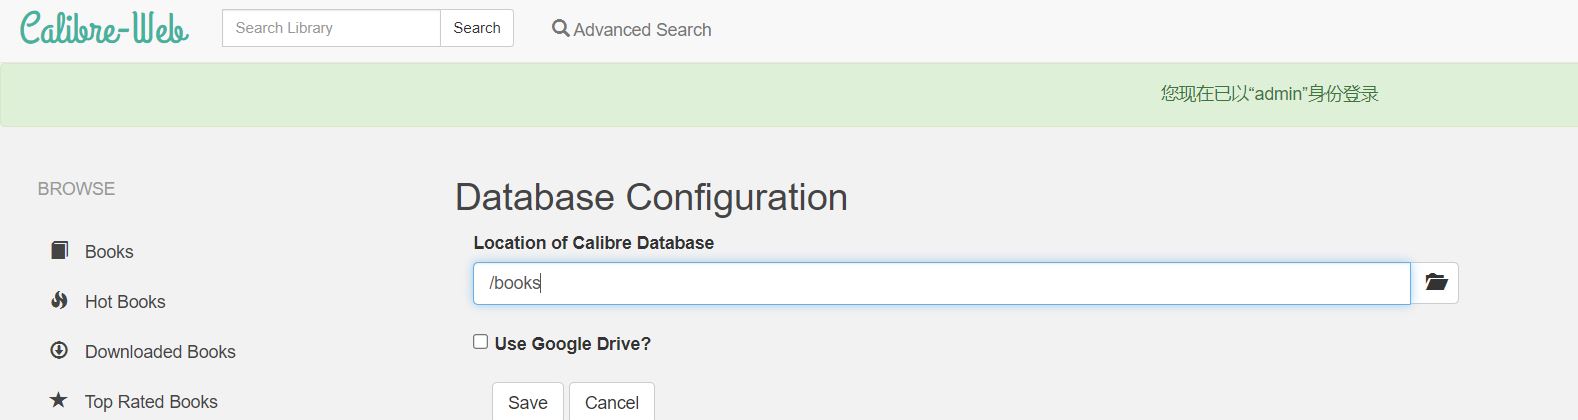 Calibre-Web
Search Library
Search
Advanced Search
您现在已以“admin”身份登录
BROWSE
Books
Hot Books
Downloaded Books
Top Rated Books
Database Configuration
Location of Calibre Database
/books
Use Google Drive?
Save
Cancel